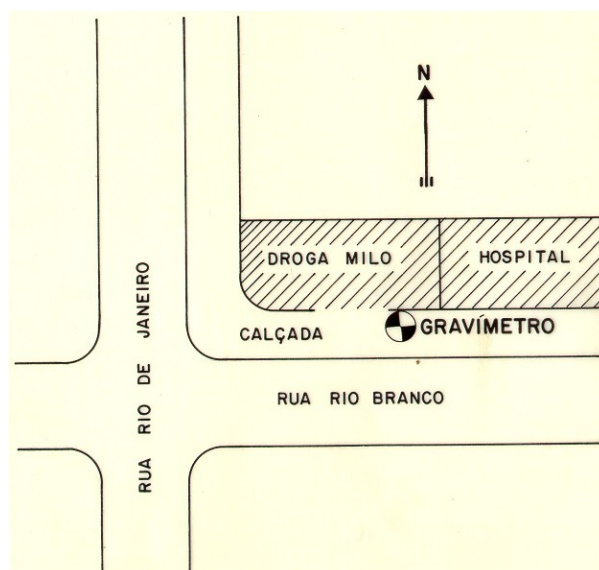 N
DROGA MILO
HOSPITAL
CALÇADA
GRAVÍMETRO
RUA RIO DE JANEIRO
RUA RIO BRANCO